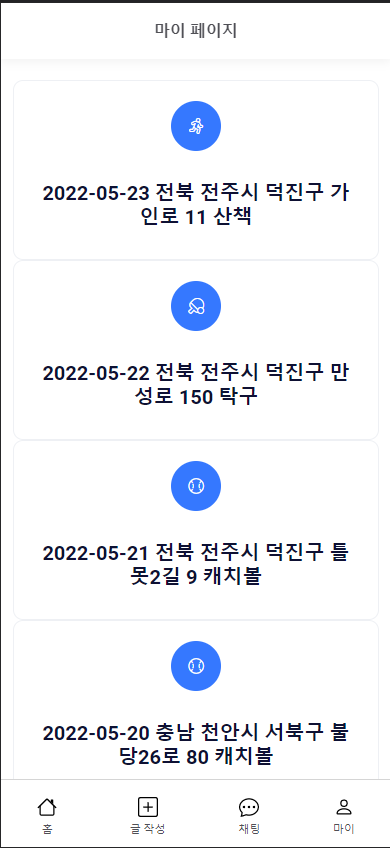 마이 페이지
2022-05-23 전북 전주시 덕진구 가
인로 11 산책
2022-05-22 전북 전주시 덕진구 만
성로 150 탁구
2022-05-21 전북 전주시 덕진구 틀
못2길 9 캐치볼
2022-05-20 충남 천안시 서북구 불
당26로 80 캐치볼
홈
글 작성
채팅
마이